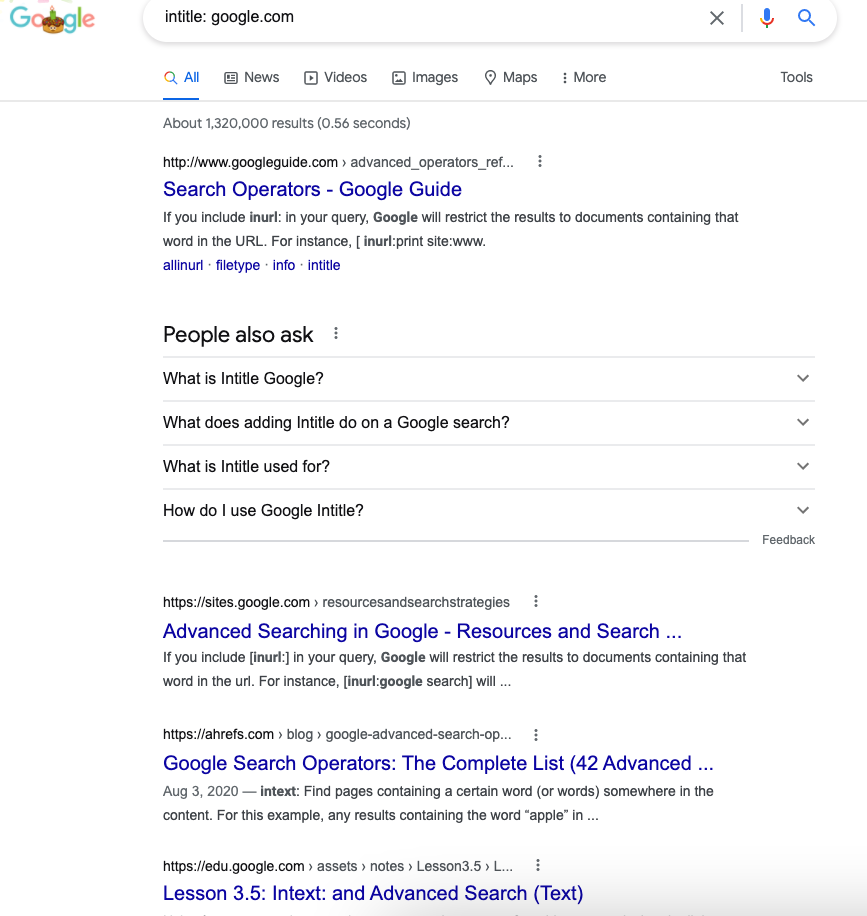 Google
intitle: google.com
All News Videos Images Maps More Tools
About 1,320,000 results (0.56 seconds)
http://www.googleguide.com › advanced_operators_ref...
Search Operators - Google Guide
If you include inurl: in your query, Google will restrict the results to documents containing that
word in the URL. For instance, [ inurl:print site:www.
allinurl · filetype · info · intitle
People also ask
What is Intitle Google?
What does adding Intitle do on a Google search?
What is Intitle used for?
How do I use Google Intitle?
Feedback
https://sites.google.com › resourcesandsearchstrategies
Advanced Searching in Google - Resources and Search ...
If you include [inurl:] in your query, Google will restrict the results to documents containing that
word in the url. For instance, [inurl:google search] will ...
https://ahrefs.com › blog › google-advanced-search-op...
Google Search Operators: The Complete List (42 Advanced ...
Aug 3, 2020 — intext: Find pages containing a certain word (or words) somewhere in the
content. For this example, any results containing the word “apple” in ...
https://edu.google.com › assets › notes › Lesson3.5 › L...
Lesson 3.5: Intext: and Advanced Search (Text)